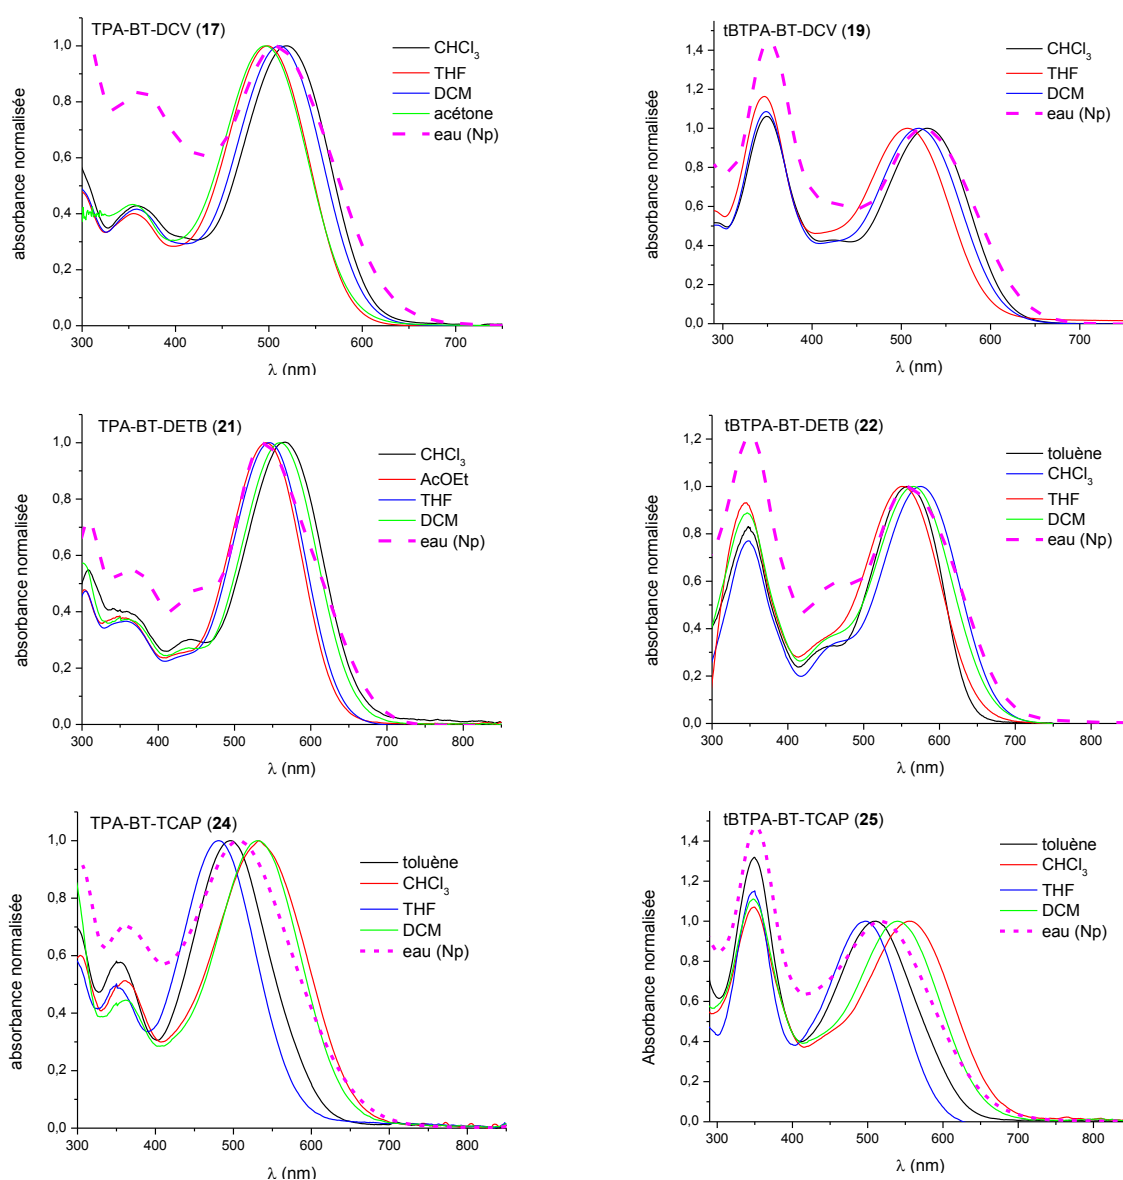 TPA-BT-DCV (17)
CHCl3
THF
DCM
acétone
eau (Np)
1,0
0,8
0,6
0,4
0,2
0,0
300 400 500 600 700
absorbance normalisée
λ (nm)
tBTPA-BT-DCV (19)
CHCl3
THF
DCM
eau (Np)
1,4
1,2
1,0
0,8
0,6
0,4
0,2
0,0
300 400 500 600 700
absorbance normalisée
λ (nm)
TPA-BT-DETB (21)
CHCl3
AcOEt
THF
DCM
eau (Np)
1,0
0,8
0,6
0,4
0,2
0,0
300 400 500 600 700 800
absorbance normalisée
λ (nm)
tBTPA-BT-DETB (22)
toluène
CHCl3
THF
DCM
eau (Np)
1,2
1,0
0,8
0,6
0,4
0,2
0,0
300 400 500 600 700 800
absorbance normalisée
λ (nm)
TPA-BT-TCAP (24)
toluène
CHCl3
THF
DCM
eau (Np)
1,0
0,8
0,6
0,4
0,2
0,0
300 400 500 600 700 800
absorbance normalisée
λ (nm)
tBTPA-BT-TCAP (25)
toluène
CHCl3
THF
DCM
eau (Np)
1,4
1,2
1,0
0,8
0,6
0,4
0,2
0,0
300 400 500 600 700 800
Absorbance normalisée
λ (nm)